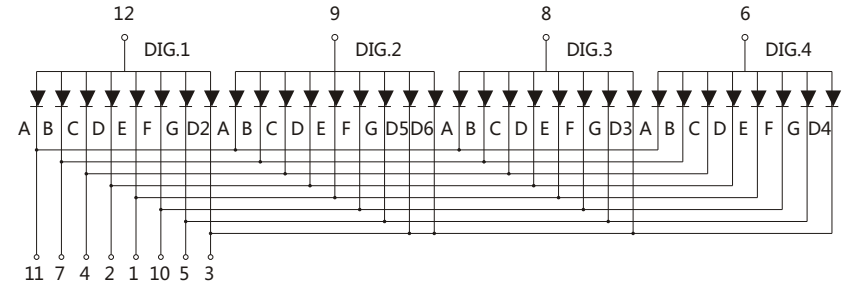 12 9 8 6
DIG.1 DIG.2 DIG.3 DIG.4
A B C D E F G D2 A B C D E F G D5 D6 A B C D E F G D3 A B C D E F G D4
11 7 4 2 1 10 5 3